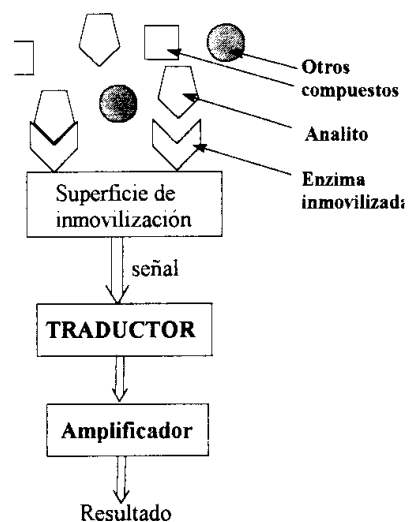 Otros
compuestos
Analito
Enzima
inmovilizada
Superficie de
inmovilización
señal
TRADUCTOR
Amplificador
Resultado